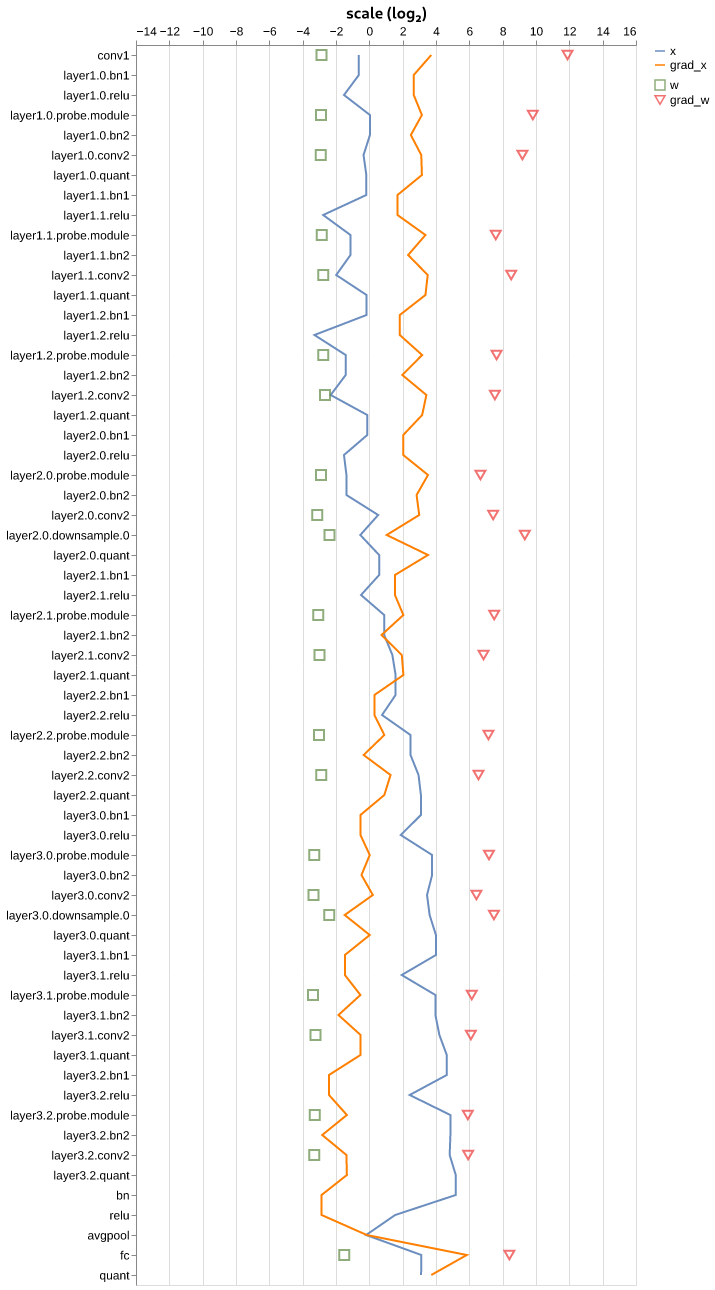 scale (log₂)
−14 −12 −10 −8 −6 −4 −2 0 2 4 6 8 10 12 14 16
x
grad_x
w
grad_w
conv1
layer1.0.bn1
layer1.0.relu
layer1.0.probe.module
layer1.0.bn2
layer1.0.conv2
layer1.0.quant
layer1.1.bn1
layer1.1.relu
layer1.1.probe.module
layer1.1.bn2
layer1.1.conv2
layer1.1.quant
layer1.2.bn1
layer1.2.relu
layer1.2.probe.module
layer1.2.bn2
layer1.2.conv2
layer1.2.quant
layer2.0.bn1
layer2.0.relu
layer2.0.probe.module
layer2.0.bn2
layer2.0.conv2
layer2.0.downsample.0
layer2.0.quant
layer2.1.bn1
layer2.1.relu
layer2.1.probe.module
layer2.1.bn2
layer2.1.conv2
layer2.1.quant
layer2.2.bn1
layer2.2.relu
layer2.2.probe.module
layer2.2.bn2
layer2.2.conv2
layer2.2.quant
layer3.0.bn1
layer3.0.relu
layer3.0.probe.module
layer3.0.bn2
layer3.0.conv2
layer3.0.downsample.0
layer3.0.quant
layer3.1.bn1
layer3.1.relu
layer3.1.probe.module
layer3.1.bn2
layer3.1.conv2
layer3.1.quant
layer3.2.bn1
layer3.2.relu
layer3.2.probe.module
layer3.2.bn2
layer3.2.conv2
layer3.2.quant
bn
relu
avgpool
fc
quant